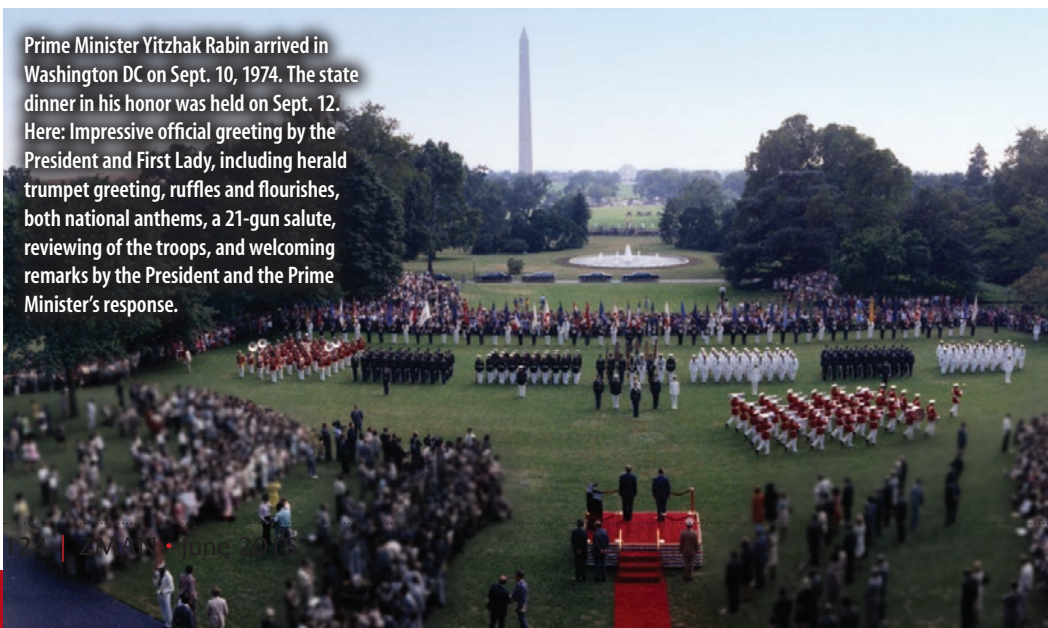 Prime Minister Yitzhak Rabin arrived in
Washington DC on Sept. 10, 1974. The state
dinner in his honor was held on Sept. 12.
Here: Impressive official greeting by the
President and First Lady, including herald
trumpet greeting, ruffles and flourishes,
both national anthems, a 21-gun salute,
reviewing of the troops, and welcoming
remarks by the President and the Prime
Minister’s response.
| ZMAN • June